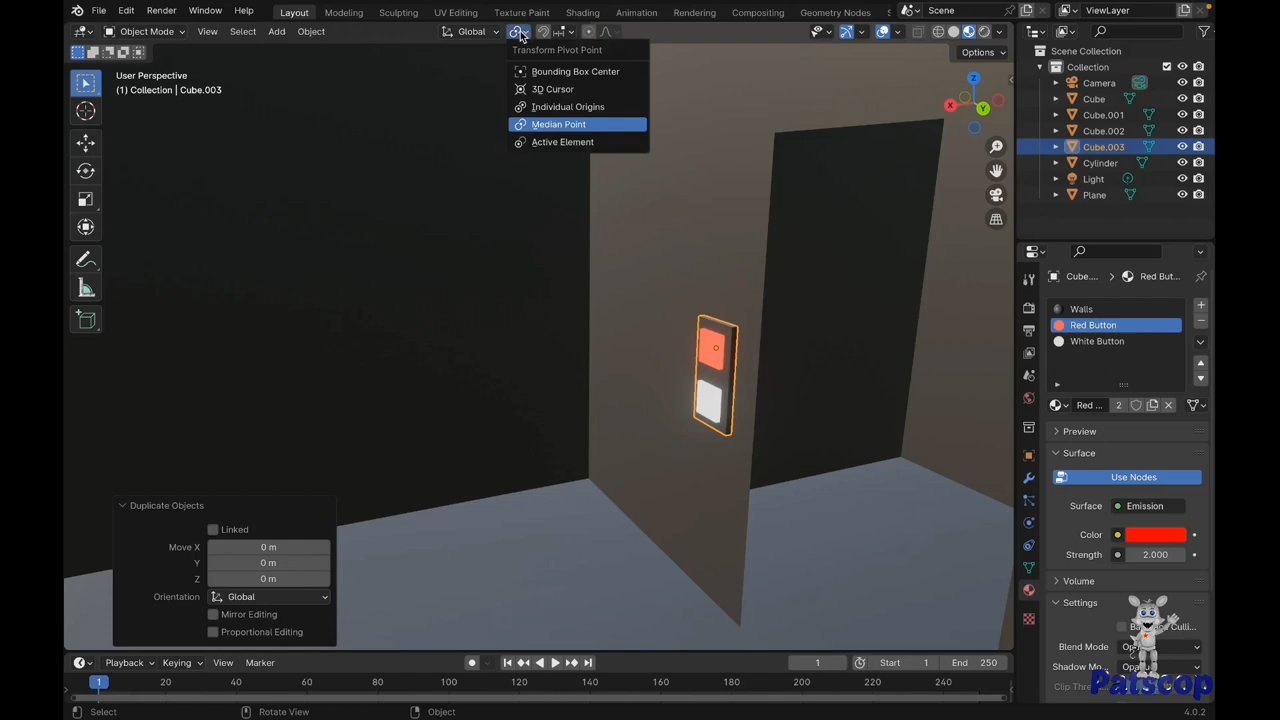 File Edit Render Window Help Layout Modeling Sculpting UV Editing Texture Paint Shading Animation Rendering Compositing Geometry Nodes S Scene ViewLayer
Object Mode View Select Add Object Global
Options
User Perspective
(1) Collection | Cube.003
Transform Pivot Point
Bounding Box Center
3D Cursor
Individual Origins
Median Point
Active Element
Z
X
Y
Scene Collection
Collection
Camera
Cube
Cube.001
Cube.002
Cube.003
Cylinder
Light
Plane
Cube.... Red But...
Walls
Red Button
White Button
Red ... 2
Preview
Surface
Use Nodes
Surface Emission
Color
Strength 2.000
Volume
Settings
Blend Mode
Shadow Mo...
Clip Thre
Patscop
Duplicate Objects
Linked
Move X 0 m
Y 0 m
Z 0 m
Orientation Global
Mirror Editing
Proportional Editing
Playback Keying View Marker 1 Start 1 End 250
1 20 40 60 80 100 120 140 160 180 200 220 240
Select Rotate View Object 4.0.2